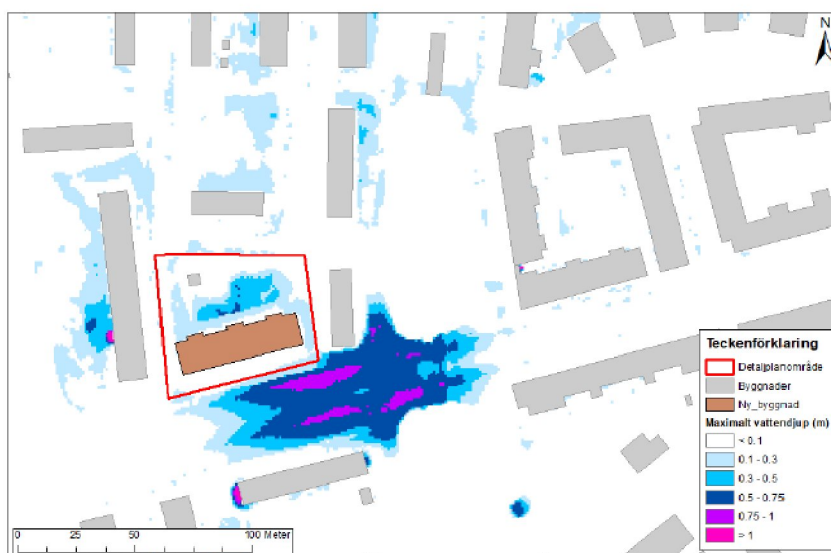 N
Teckenförklaring
Detaljplanområde
Byggnader
Ny_byggnad
Maximalt vattendjup (m)
< 0.1
0.1 - 0.3
0.3 - 0.5
0.5 - 0.75
0.75 - 1
> 1
0 25 50 100 Meter